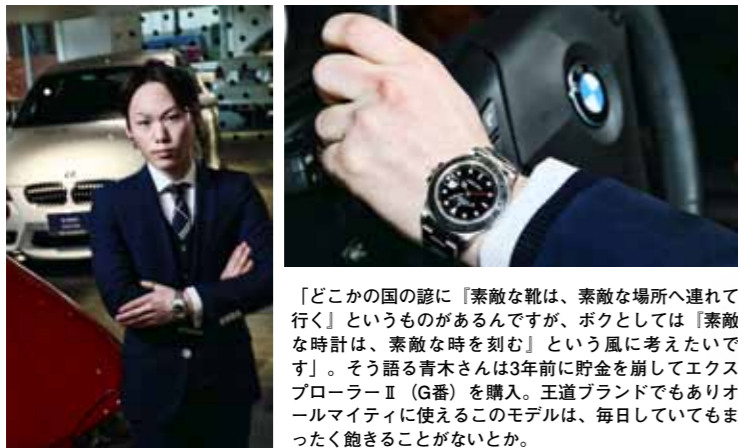 「どこかの国の諺に『素敵な靴は、素敵な場所へ連れて
行く』というものがあるんですが、ボクとしては『素敵
な時計は、素敵な時を刻む』という風に考えたいで
す」。そう語る青木さんは3年前に貯金を崩してエクス
プローラーⅡ（G番）を購入。王道ブランドでもありオ
ールマイティに使えるこのモデルは、毎日していてもま
ったく飽きることがないとか。